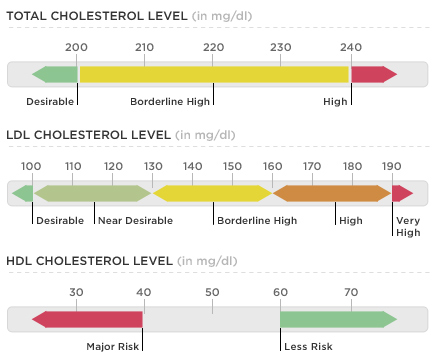 TOTAL CHOLESTEROL LEVEL (in mg/dl)
200 210 220 230 240
Desirable Borderline High High
LDL CHOLESTEROL LEVEL (in mg/dl)
100 110 120 130 140 150 160 170 180 190
Desirable Near Desirable Borderline High High Very
High
HDL CHOLESTEROL LEVEL (in mg/dl)
30 40 50 60 70
Major Risk Less Risk